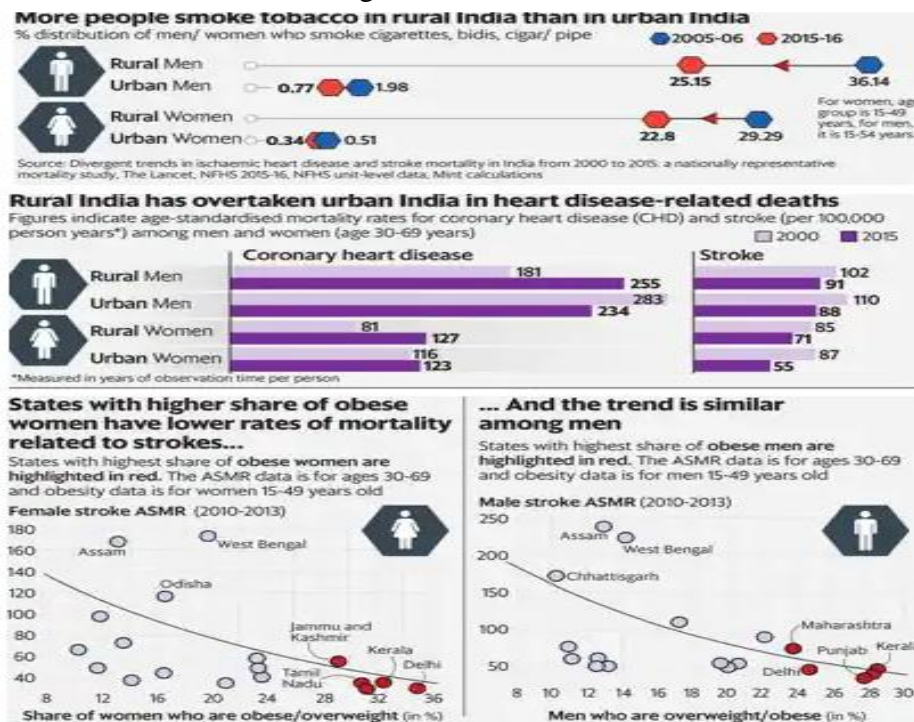 More people smoke tobacco in rural India than in urban India
% distribution of men/ women who smoke cigarettes, bidis, cigar/ pipe
2005-06 2015-16
Rural Men
25.15 36.14
Urban Men
0.77 1.98
Rural Women
22.8 29.29
Urban Women
0.34 0.51
For women, age
group is 15-49
years, for men,
it is 15-54 years
Source: Divergent trends in ischaemic heart disease and stroke mortality in India from 2000 to 2015: a nationally representative
mortality study, The Lancet, NFHS 2015-16, NFHS unit-level data, Mint calculations
Rural India has overtaken urban India in heart disease-related deaths
Figures indicate age-standardised mortality rates for coronary heart disease (CHD) and stroke (per 100,000
person years*) among men and women (age 30-69 years)
2000 2015
Coronary heart disease Stroke
Rural Men
181 102
255 91
Urban Men
283 110
234 88
Rural Women
81 85
127 71
Urban Women
116 87
123 55
*Measured in years of observation time per person
States with higher share of obese
women have lower rates of mortality
related to strokes...
States with highest share of obese women are
highlighted in red. The ASMR data is for ages 30-69
and obesity data is for women 15-49 years old
Female stroke ASMR (2010-2013)
180
160
140
120
100
80
60
40
Assam
West Bengal
Odisha
Jammu and
Kashmir
Kerala
Tamil
Nadu
Delhi
8 12 16 20 24 28 32 36
Share of women who are obese/overweight (in %)
... And the trend is similar
among men
States with highest share of obese men are
highlighted in red. The ASMR data is for ages 30-69
and obesity data is for men 15-49 years old
Male stroke ASMR (2010-2013)
250
200
150
100
50
Assam
West Bengal
Chhattisgarh
Maharashtra
Punjab
Kerala
Delhi
8 10 12 14 16 18 20 22 24 26 28 30
Men who are overweight/obese (in %)